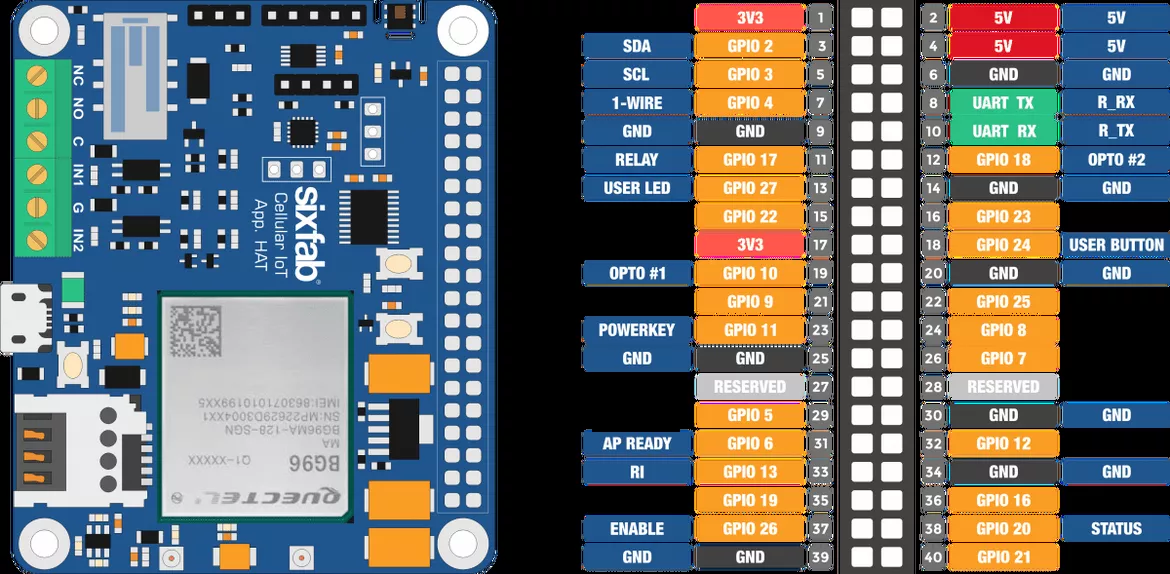 NC
NO
C
IN1
G
IN2
sixfab®
Cellular IoT
App. HAT
QUECTEL
BG96 Q1-XXXXX
MA
BG96MA-128-SGN
SN:MP22629D3004XX1
IMEI:86307101099XX5
3V3 1 2 5V 5V
SDA GPIO 2 3 4 5V 5V
SCL GPIO 3 5 6 GND GND
1-WIRE GPIO 4 7 8 UART TX R_RX
GND GND 9 10 UART RX R_TX
RELAY GPIO 17 11 12 GPIO 18 OPTO #2
USER LED GPIO 27 13 14 GND GND
GPIO 22 15 16 GPIO 23
3V3 17 18 GPIO 24 USER BUTTON
OPTO #1 GPIO 10 19 20 GND GND
GPIO 9 21 22 GPIO 25
POWERKEY GPIO 11 23 24 GPIO 8
GND GND 25 26 GPIO 7
RESERVED 27 28 RESERVED
GPIO 5 29 30 GND GND
AP READY GPIO 6 31 32 GPIO 12
RI GPIO 13 33 34 GND GND
GPIO 19 35 36 GPIO 16
ENABLE GPIO 26 37 38 GPIO 20 STATUS
GND GND 39 40 GPIO 21